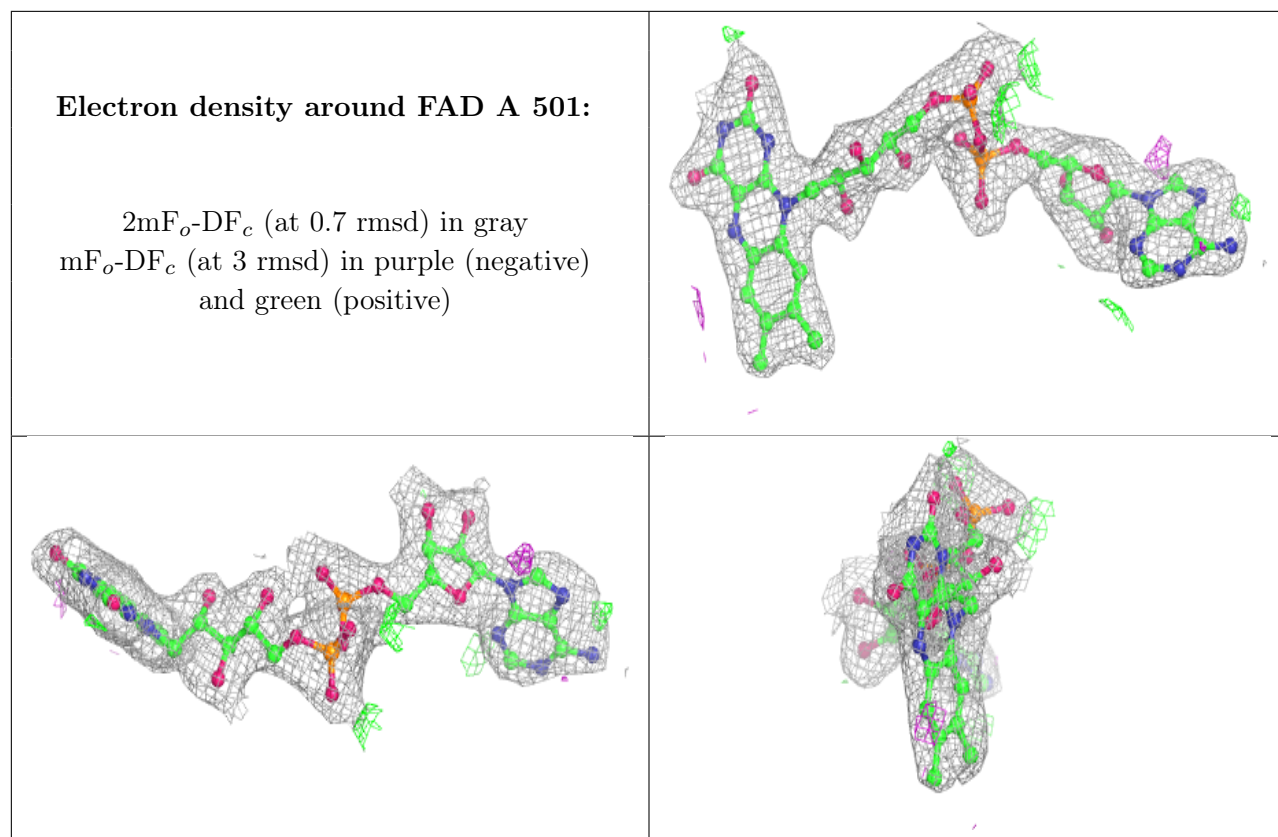 Electron density around FAD A 501:
2mFo-DFc (at 0.7 rmsd) in gray
mFo-DFc (at 3 rmsd) in purple (negative)
and green (positive)